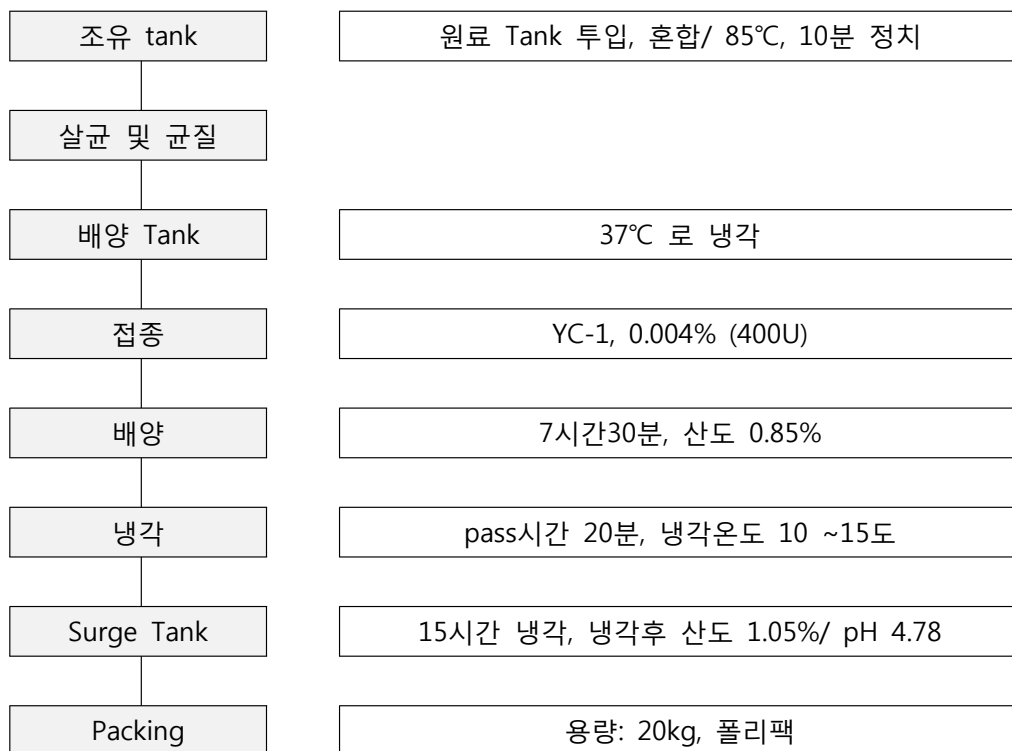 조유 tank
원료 Tank 투입, 혼합/ 85℃, 10분 정치
살균 및 균질
배양 Tank
37℃ 로 냉각
접종
YC-1, 0.004% (400U)
배양
7시간30분, 산도 0.85%
냉각
pass시간 20분, 냉각온도 10 ~15도
Surge Tank
15시간 냉각, 냉각후 산도 1.05%/ pH 4.78
Packing
용량: 20kg, 폴리팩